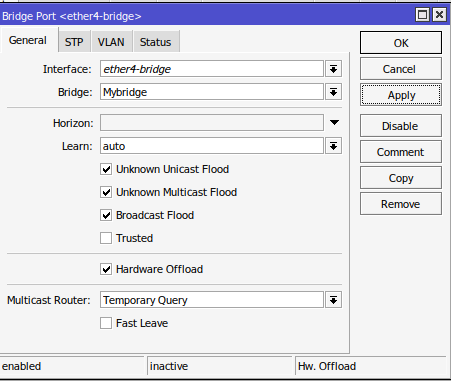 Bridge Port <ether4-bridge>
General STP VLAN Status
Interface: ether4-bridge
Bridge: Mybridge
Horizon:
Learn: auto
Unknown Unicast Flood
Unknown Multicast Flood
Broadcast Flood
Trusted
Hardware Offload
Multicast Router: Temporary Query
Fast Leave
OK
Cancel
Apply
Disable
Comment
Copy
Remove
enabled inactive Hw. Offload